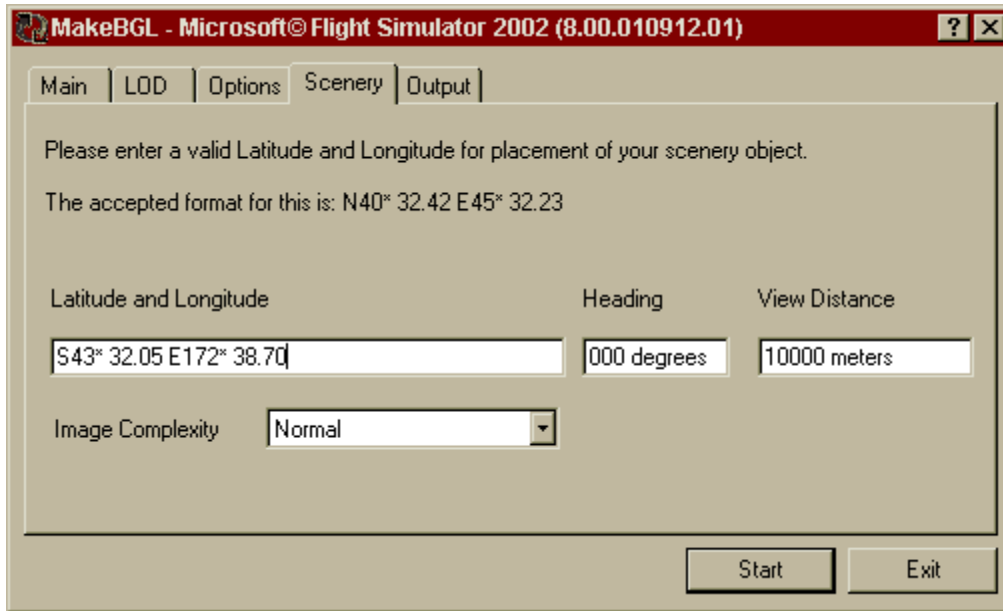 MakeBGL - Microsoft© Flight Simulator 2002 (8.00.010912.01)
Main LOD Options Scenery Output
Please enter a valid Latitude and Longitude for placement of your scenery object.
The accepted format for this is: N40* 32.42 E45* 32.23
Latitude and Longitude Heading View Distance
S43* 32.05 E172* 38.70 000 degrees 10000 meters
Image Complexity Normal
Start Exit